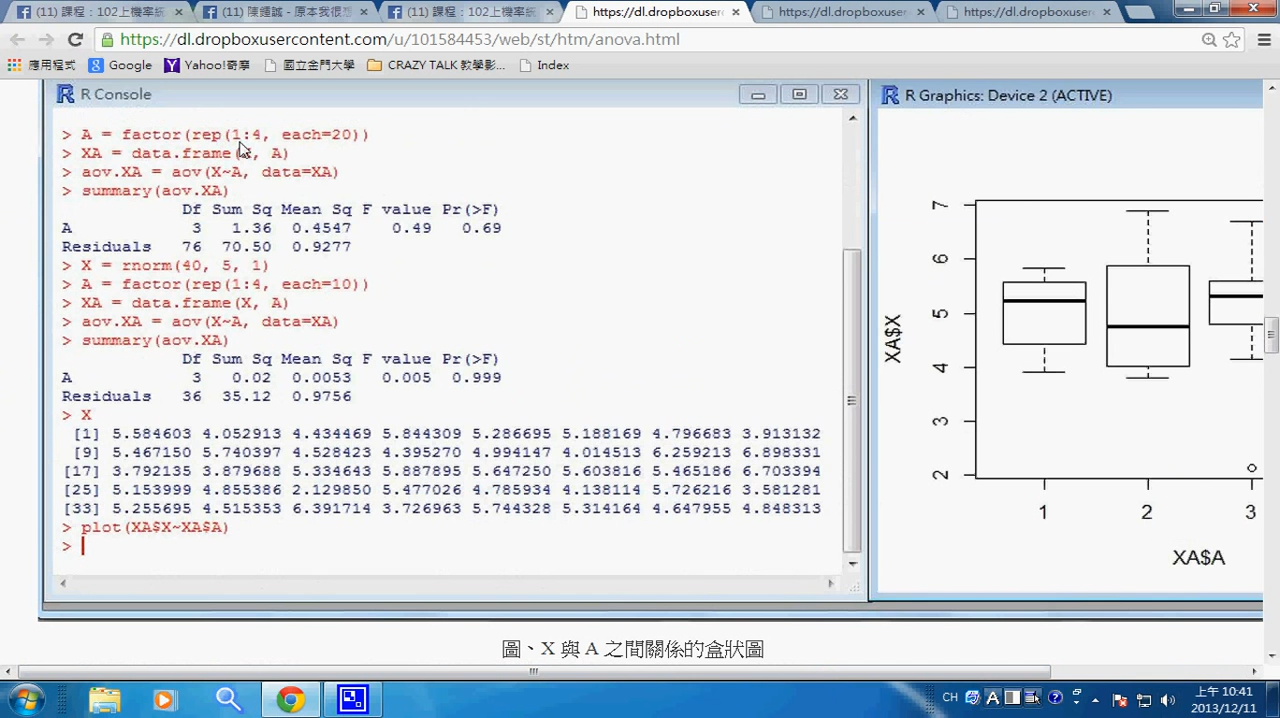 (11) 課程：102上機率統
(11) 陳鍾誠 - 原本我很想
(11) 課程：102上機率統
https://dl.dropboxuser
https://dl.dropboxuser
https://dl.dropboxuser
https://dl.dropboxusercontent.com/u/101584453/web/st/htm/anova.html
應用程式 Google Yahoo!奇摩 國立金門大學 CRAZY TALK 教學影... Index
R Console
> A = factor(rep(1:4, each=20))
> XA = data.frame(X, A)
> aov.XA = aov(X~A, data=XA)
> summary(aov.XA)
Df Sum Sq Mean Sq F value Pr(>F)
A 3 1.36 0.4547 0.49 0.69
Residuals 76 70.50 0.9277
> X = rnorm(40, 5, 1)
> A = factor(rep(1:4, each=10))
> XA = data.frame(X, A)
> aov.XA = aov(X~A, data=XA)
> summary(aov.XA)
Df Sum Sq Mean Sq F value Pr(>F)
A 3 0.02 0.0053 0.005 0.999
Residuals 36 35.12 0.9756
> X
[1] 5.584603 4.052913 4.434469 5.844309 5.286695 5.188169 4.796683 3.913132
[9] 5.467150 5.740397 4.528423 4.395270 4.994147 4.014513 6.259213 6.898331
[17] 3.792135 3.879688 5.334643 5.887895 5.647250 5.603816 5.465186 6.703394
[25] 5.153999 4.855386 2.129850 5.477026 4.785934 4.138114 5.726216 3.581281
[33] 5.255695 4.515353 6.391714 3.726963 5.744328 5.314164 4.647955 4.848313
> plot(XA$X~XA$A)
>
R Graphics: Device 2 (ACTIVE)
7
6
5
4
3
2
XA$X
1 2 3
XA$A
圖、X 與 A 之間關係的盒狀圖
CH A
上午 10:41
2013/12/11